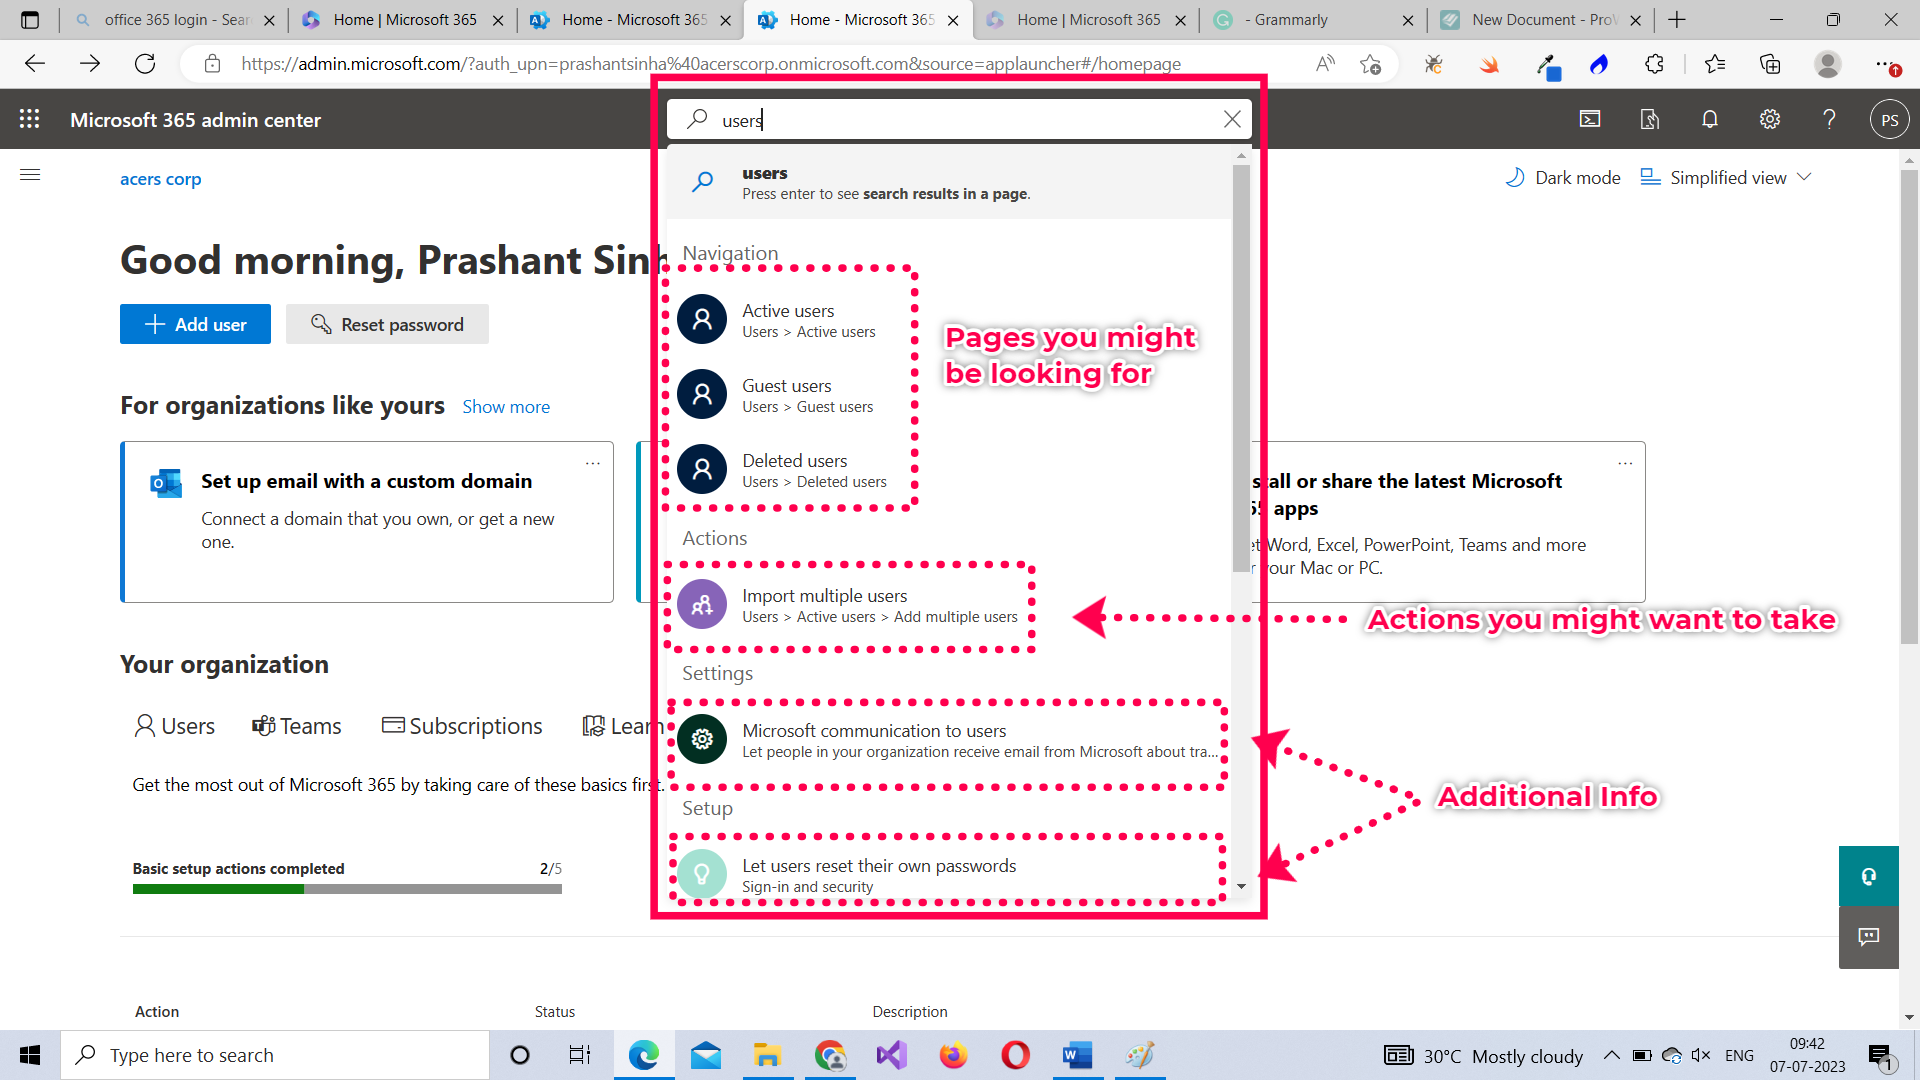 office 365 login - Sear
Home | Microsoft 365
Home - Microsoft 365
Home - Microsoft 365
Home | Microsoft 365
- Grammarly
New Document - ProW
https://admin.microsoft.com/?auth_upn=prashantsinha%40acerscorp.onmicrosoft.com&source=applauncher#/homepage
Microsoft 365 admin center
users
PS
acers corp
Dark mode
Simplified view
users
Press enter to see search results in a page.
Good morning, Prashant Sinh
Add user
Reset password
Navigation
Active users
Users > Active users
Guest users
Users > Guest users
Deleted users
Users > Deleted users
Pages you might
be looking for
For organizations like yours
Show more
Set up email with a custom domain
Connect a domain that you own, or get a new
one.
stall or share the latest Microsoft
65 apps
et Word, Excel, PowerPoint, Teams and more
r your Mac or PC.
Actions
Import multiple users
Users > Active users > Add multiple users
Actions you might want to take
Your organization
Users
Teams
Subscriptions
Learn
Get the most out of Microsoft 365 by taking care of these basics first.
Settings
Microsoft communication to users
Let people in your organization receive email from Microsoft about tra...
Additional Info
Setup
Let users reset their own passwords
Sign-in and security
Basic setup actions completed
2/5
Action
Status
Description
Type here to search
30°C Mostly cloudy
ENG
09:42
07-07-2023
1